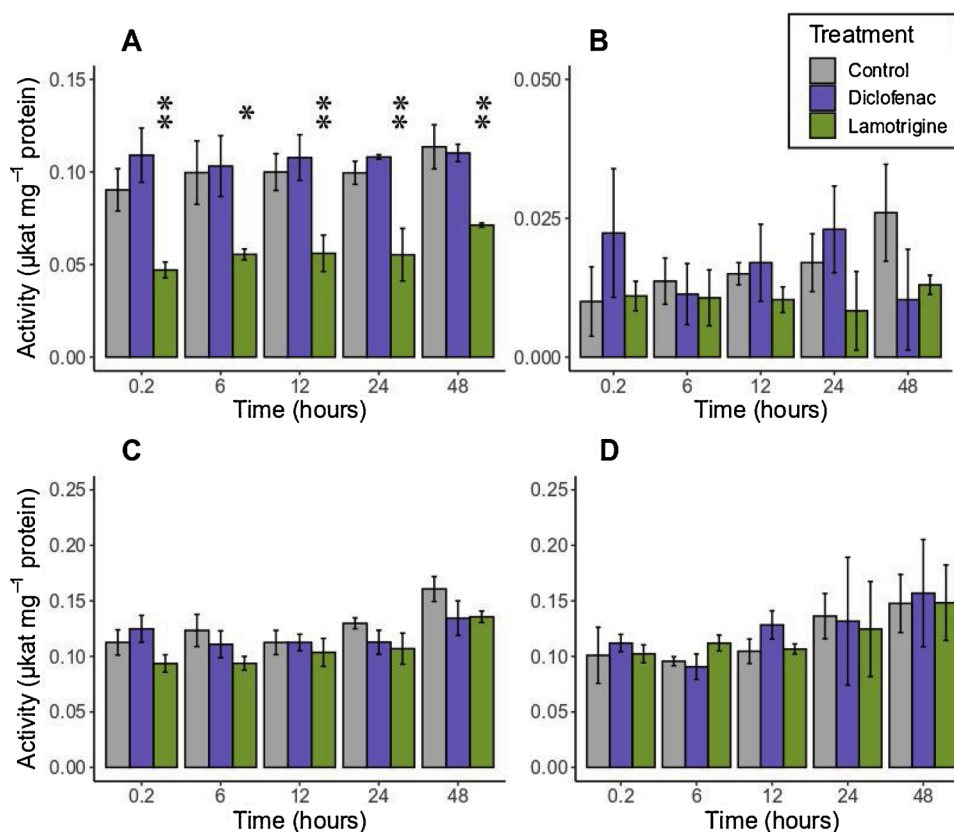 A
B
Treatment
Control
Diclofenac
Lamotrigine
Activity (µkat mg⁻¹ protein)
0.15
0.10
0.05
0.00
** * ** ** **
0.2 6 12 24 48
Time (hours)
0.050
0.025
0.000
0.2 6 12 24 48
Time (hours)
C
D
Activity (µkat mg⁻¹ protein)
0.25
0.20
0.15
0.10
0.05
0.00
0.2 6 12 24 48
Time (hours)
0.25
0.20
0.15
0.10
0.05
0.00
0.2 6 12 24 48
Time (hours)